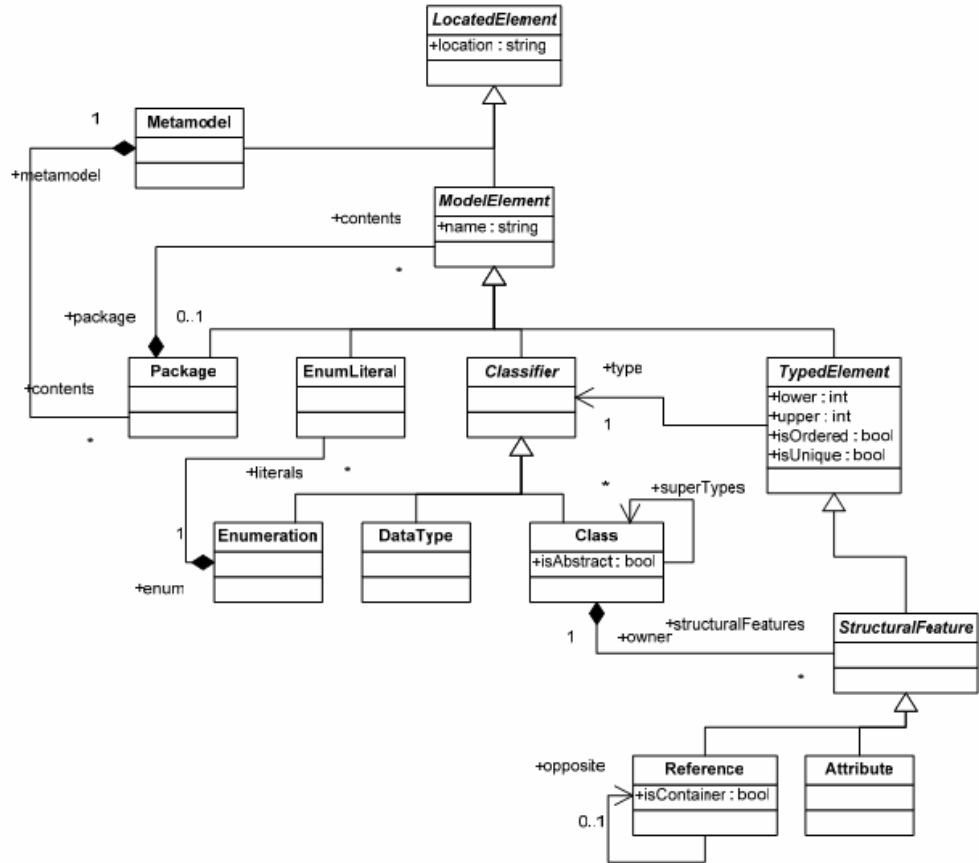 LocatedElement
+location : string
1
Metamodel
+metamodel
ModelElement
+name : string
+contents
*
+package
0..1
Package
EnumLiteral
Classifier
+type
1
TypedElement
+lower : int
+upper : int
+isOrdered : bool
+isUnique : bool
+contents
*
+literals
*
*
+superTypes
1
Enumeration
+enum
DataType
Class
+isAbstract : bool
1
+owner
+structuralFeatures
*
StructuralFeature
+opposite
0..1
Reference
+isContainer : bool
Attribute